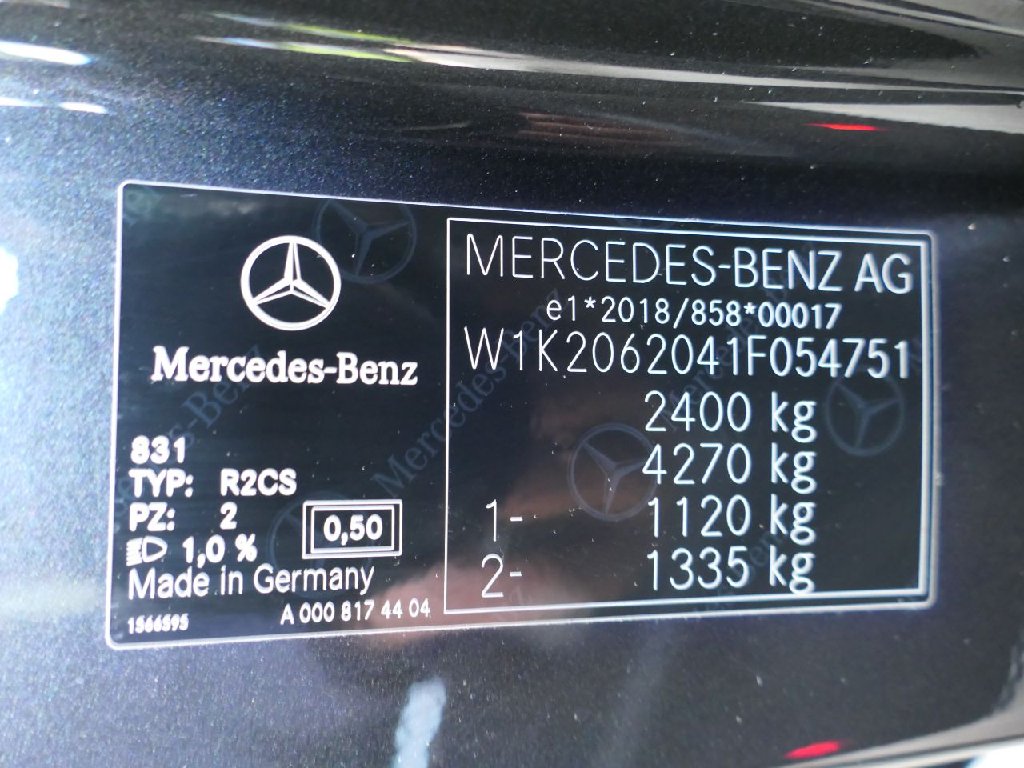 Mercedes-Benz
831
TYP: R2CS
PZ: 2
1,0 %
0,50
Made in Germany
1566595
A 000 817 44 04
MERCEDES-BENZ AG
e1*2018/858*00017
W1K2062041F054751
2400 kg
4270 kg
1- 1120 kg
2- 1335 kg